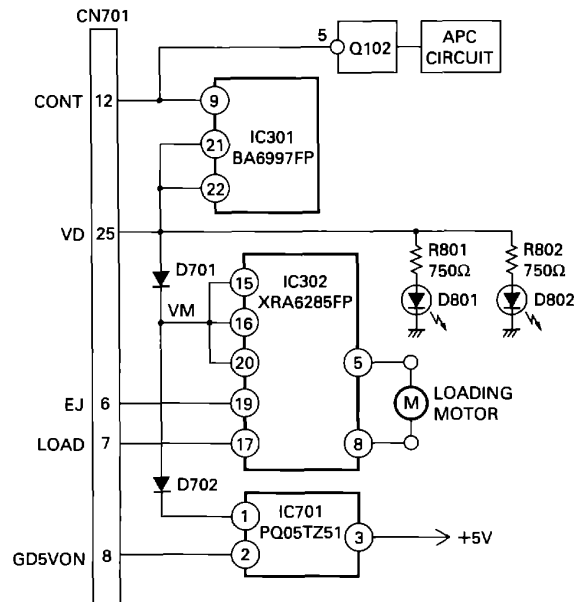 CN701
5
Q102
APC
CIRCUIT
CONT 12
9
IC301
BA6997FP
21
22
VD 25
R801
750Ω
R802
750Ω
D701
D801
D802
15
IC302
XRA6285FP
VM
16
20
5
EJ 6
19
M
LOADING
MOTOR
LOAD 7
17
8
D702
1
IC701
PQ05TZ51
3
+5V
GD5VON 8
2